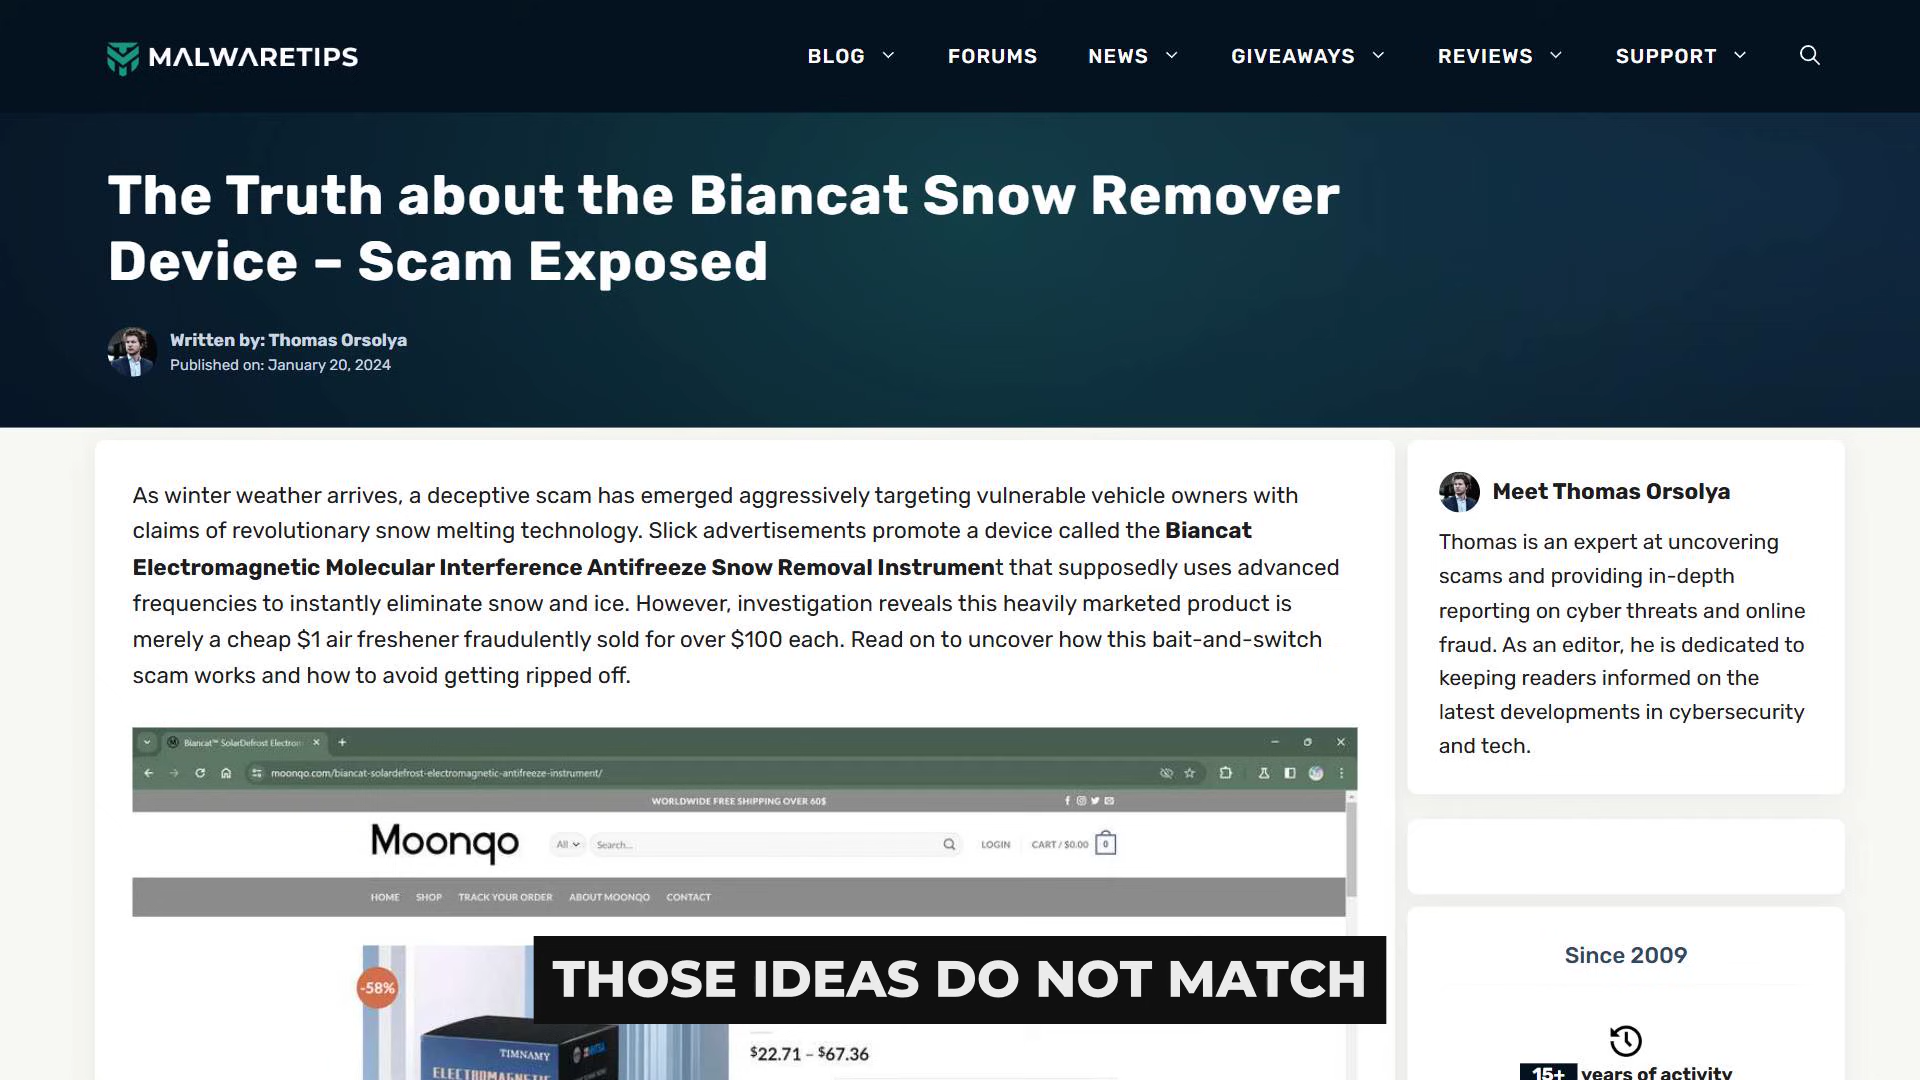 MALWARETIPS
BLOG
FORUMS
NEWS
GIVEAWAYS
REVIEWS
SUPPORT
The Truth about the Biancat Snow Remover
Device – Scam Exposed
Written by: Thomas Orsolya
Published on: January 20, 2024
As winter weather arrives, a deceptive scam has emerged aggressively targeting vulnerable vehicle owners with
claims of revolutionary snow melting technology. Slick advertisements promote a device called the Biancat
Electromagnetic Molecular Interference Antifreeze Snow Removal Instrument that supposedly uses advanced
frequencies to instantly eliminate snow and ice. However, investigation reveals this heavily marketed product is
merely a cheap $1 air freshener fraudulently sold for over $100 each. Read on to uncover how this bait-and-switch
scam works and how to avoid getting ripped off.
Biancat™ SolarDefrost Electron
moonqo.com/biancat-solardefrost-electromagnetic-antifreeze-instrument/
WORLDWIDE FREE SHIPPING OVER 60$
Moonqo
All
Search...
LOGIN
CART / $0.00
0
HOME
SHOP
TRACK YOUR ORDER
ABOUT MOONQO
CONTACT
-58%
TIMNAMY
ELECTROMAGNETIC
$22.71 – $67.36
THOSE IDEAS DO NOT MATCH
Meet Thomas Orsolya
Thomas is an expert at uncovering
scams and providing in-depth
reporting on cyber threats and online
fraud. As an editor, he is dedicated to
keeping readers informed on the
latest developments in cybersecurity
and tech.
Since 2009
15+ years of activity